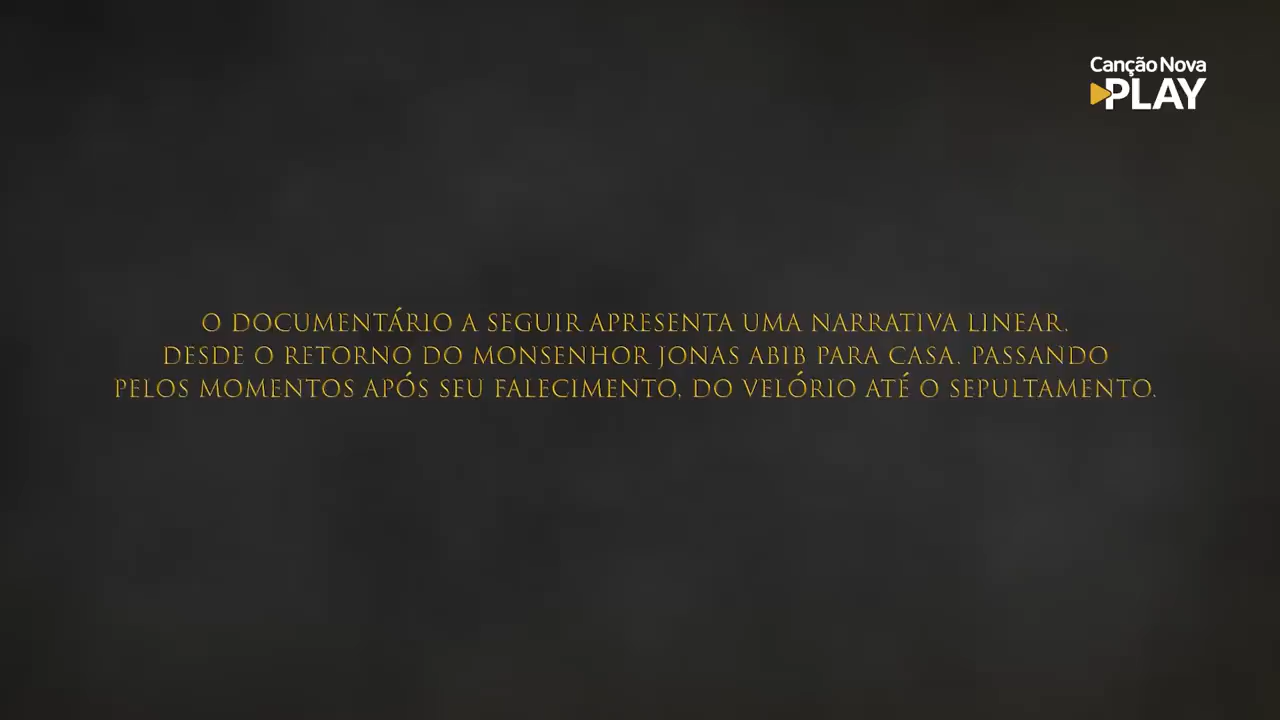 Canção Nova
PLAY
O DOCUMENTÁRIO A SEGUIR APRESENTA UMA NARRATIVA LINEAR.
DESDE O RETORNO DO MONSENHOR JONAS ABIB PARA CASA. PASSANDO
PELOS MOMENTOS APÓS SEU FALECIMENTO, DO VELÓRIO ATÉ O SEPULTAMENTO.